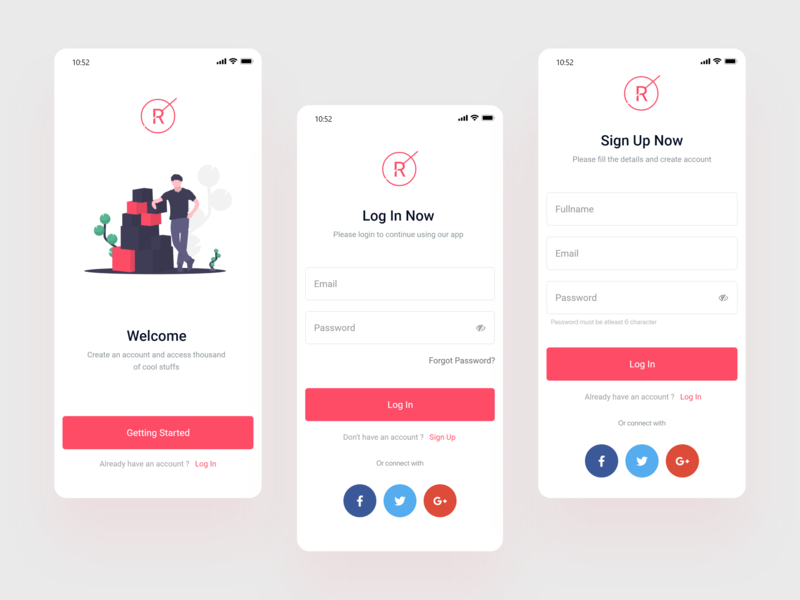 10:52
R
Welcome
Create an account and access thousand
of cool stuffs
Getting Started
Already have an account ? Log In
10:52
R
Log In Now
Please login to continue using our app
Email
Password
Forgot Password?
Log In
Don't have an account ? Sign Up
Or connect with
f
G+
10:52
R
Sign Up Now
Please fill the details and create account
Fullname
Email
Password
Password must be atleast 6 character
Log In
Already have an account ? Log In
Or connect with
f
G+